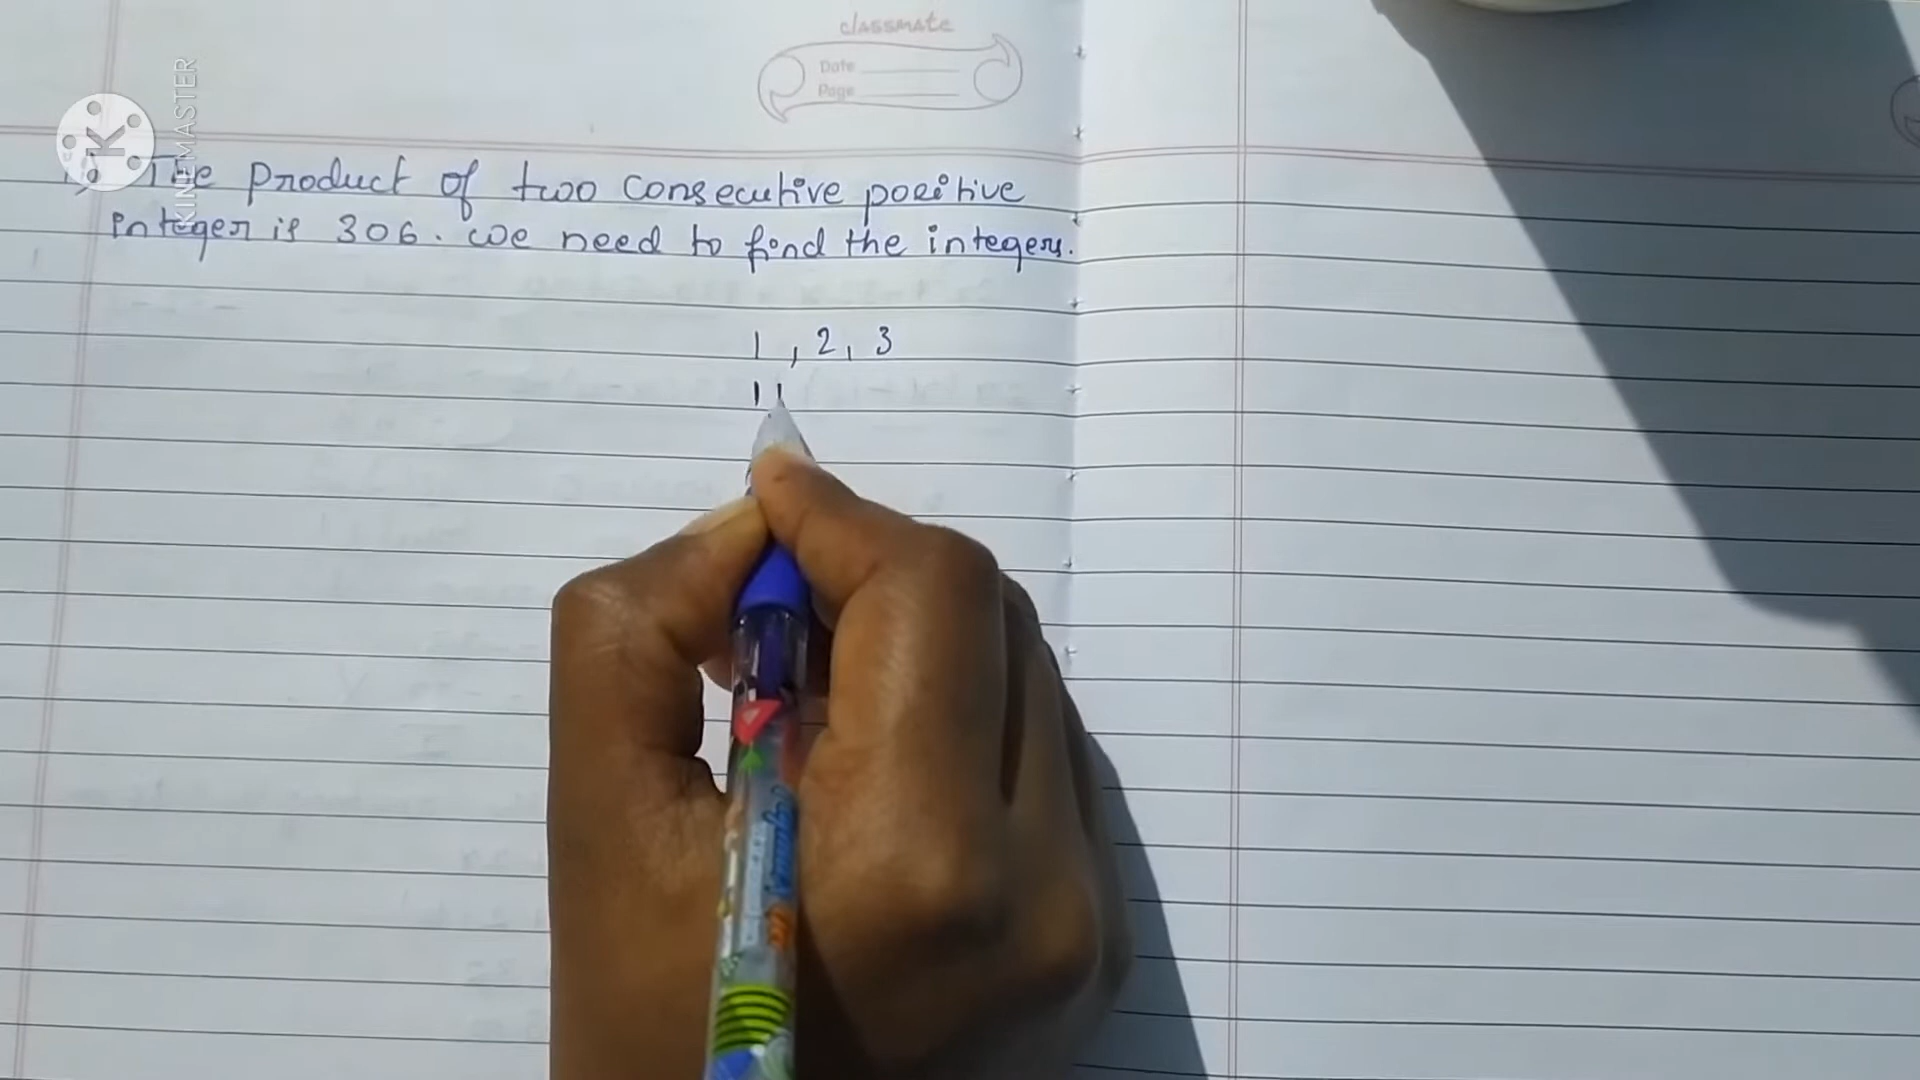 classmate
Date
Page
KINEMASTER
The product of two consecutive positive
integer is 306. we need to find the integers.
1, 2, 3
11